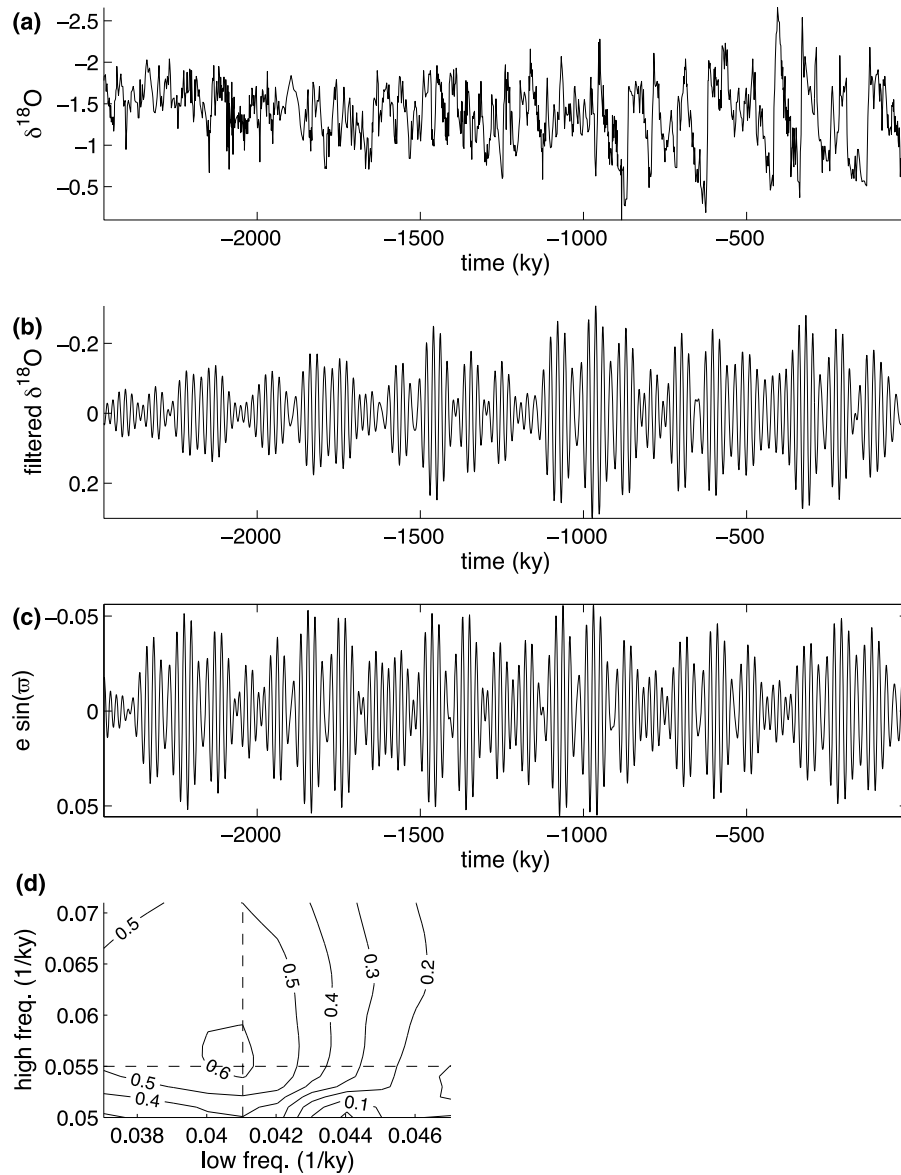 (a)
−2.5
−2
−1.5
−1
−0.5
δ¹⁸O
−2000 −1500 −1000 −500
time (ky)
(b)
−0.2
0
0.2
filtered δ¹⁸O
−2000 −1500 −1000 −500
time (ky)
(c)
−0.05
0
0.05
e sin(ϖ)
−2000 −1500 −1000 −500
time (ky)
(d)
0.07
0.065
0.06
0.055
0.05
high freq. (1/ky)
0.5
0.5
0.4
0.3
0.2
0.6
0.5
0.4
0.1
0.038 0.04 0.042 0.044 0.046
low freq. (1/ky)